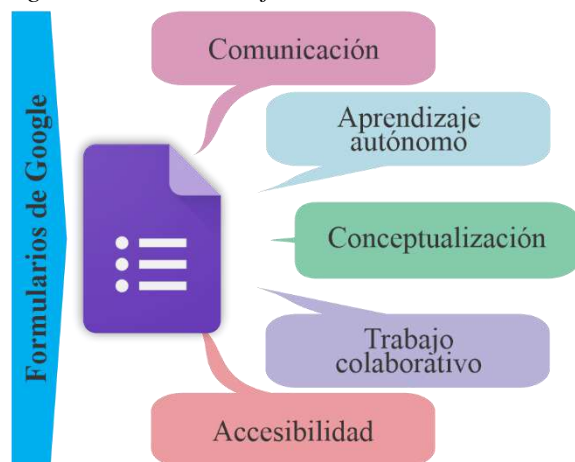 Formularios de Google
Comunicación
Aprendizaje
autónomo
Conceptualización
Trabajo
colaborativo
Accesibilidad